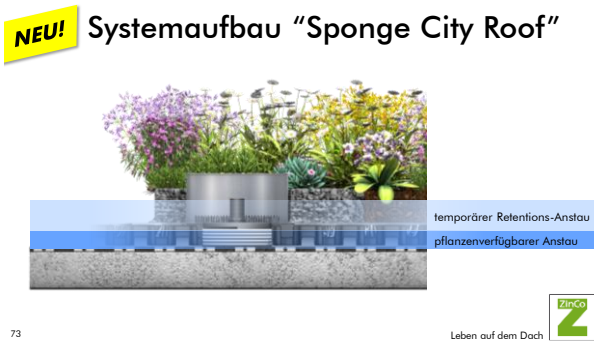 NEU!
Systemaufbau “Sponge City Roof”
temporärer Retentions-Anstau
pflanzenverfügbarer Anstau
ZinCo
73
Leben auf dem Dach